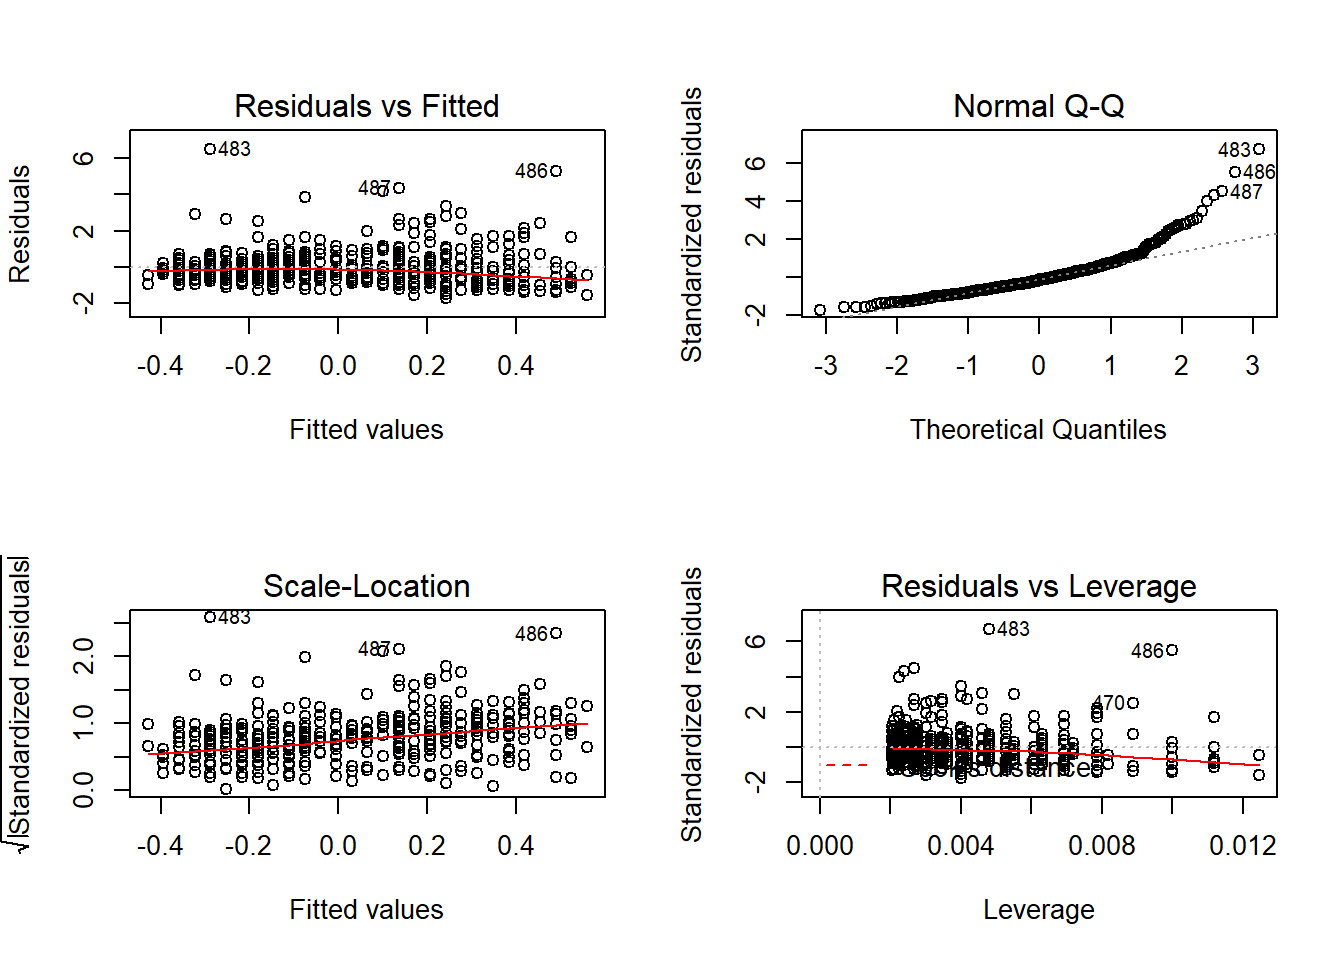 Residuals vs Fitted
Residuals
6
2
-2
483
487
486
-0.4 -0.2 0.0 0.2 0.4
Fitted values
Normal Q-Q
Standardized residuals
6
4
2
-2
483
486
487
-3 -2 -1 0 1 2 3
Theoretical Quantiles
Scale-Location
√|Standardized residuals|
2.0
1.0
0.0
483
487
486
-0.4 -0.2 0.0 0.2 0.4
Fitted values
Residuals vs Leverage
Standardized residuals
6
2
-2
483
486
470
distance
0.000 0.004 0.008 0.012
Leverage